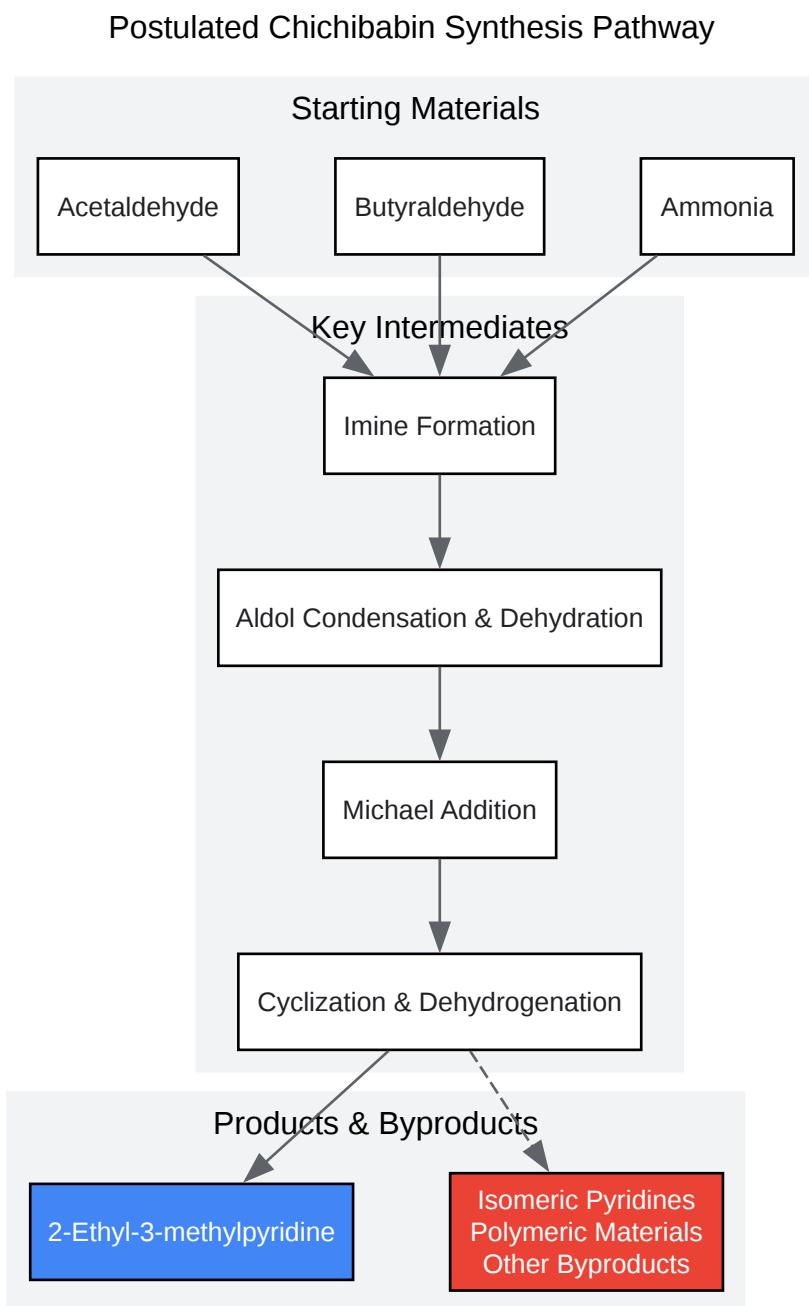 Postulated Chichibabin Synthesis Pathway
Starting Materials
Acetaldehyde
Butyraldehyde
Ammonia
Key Intermediates
Imine Formation
Aldol Condensation & Dehydration
Michael Addition
Cyclization & Dehydrogenation
Products & Byproducts
2-Ethyl-3-methylpyridine
Isomeric Pyridines
Polymeric Materials
Other Byproducts